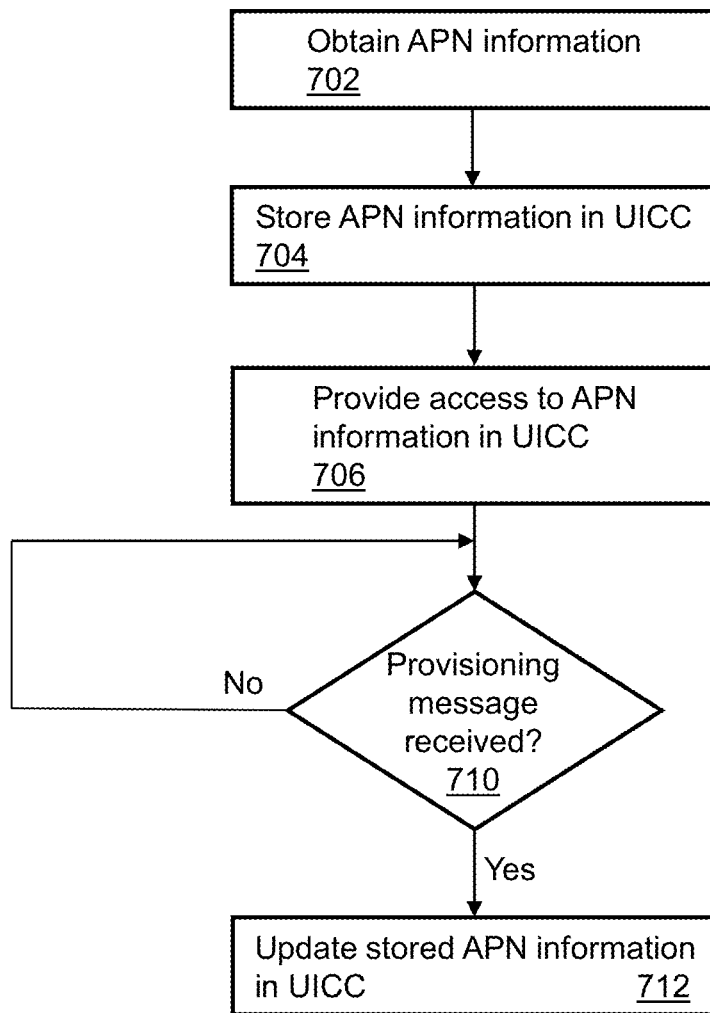 Obtain APN information
702
Store APN information in UICC
704
Provide access to APN
information in UICC
706
No
Provisioning
message
received?
710
Yes
Update stored APN information
in UICC 712